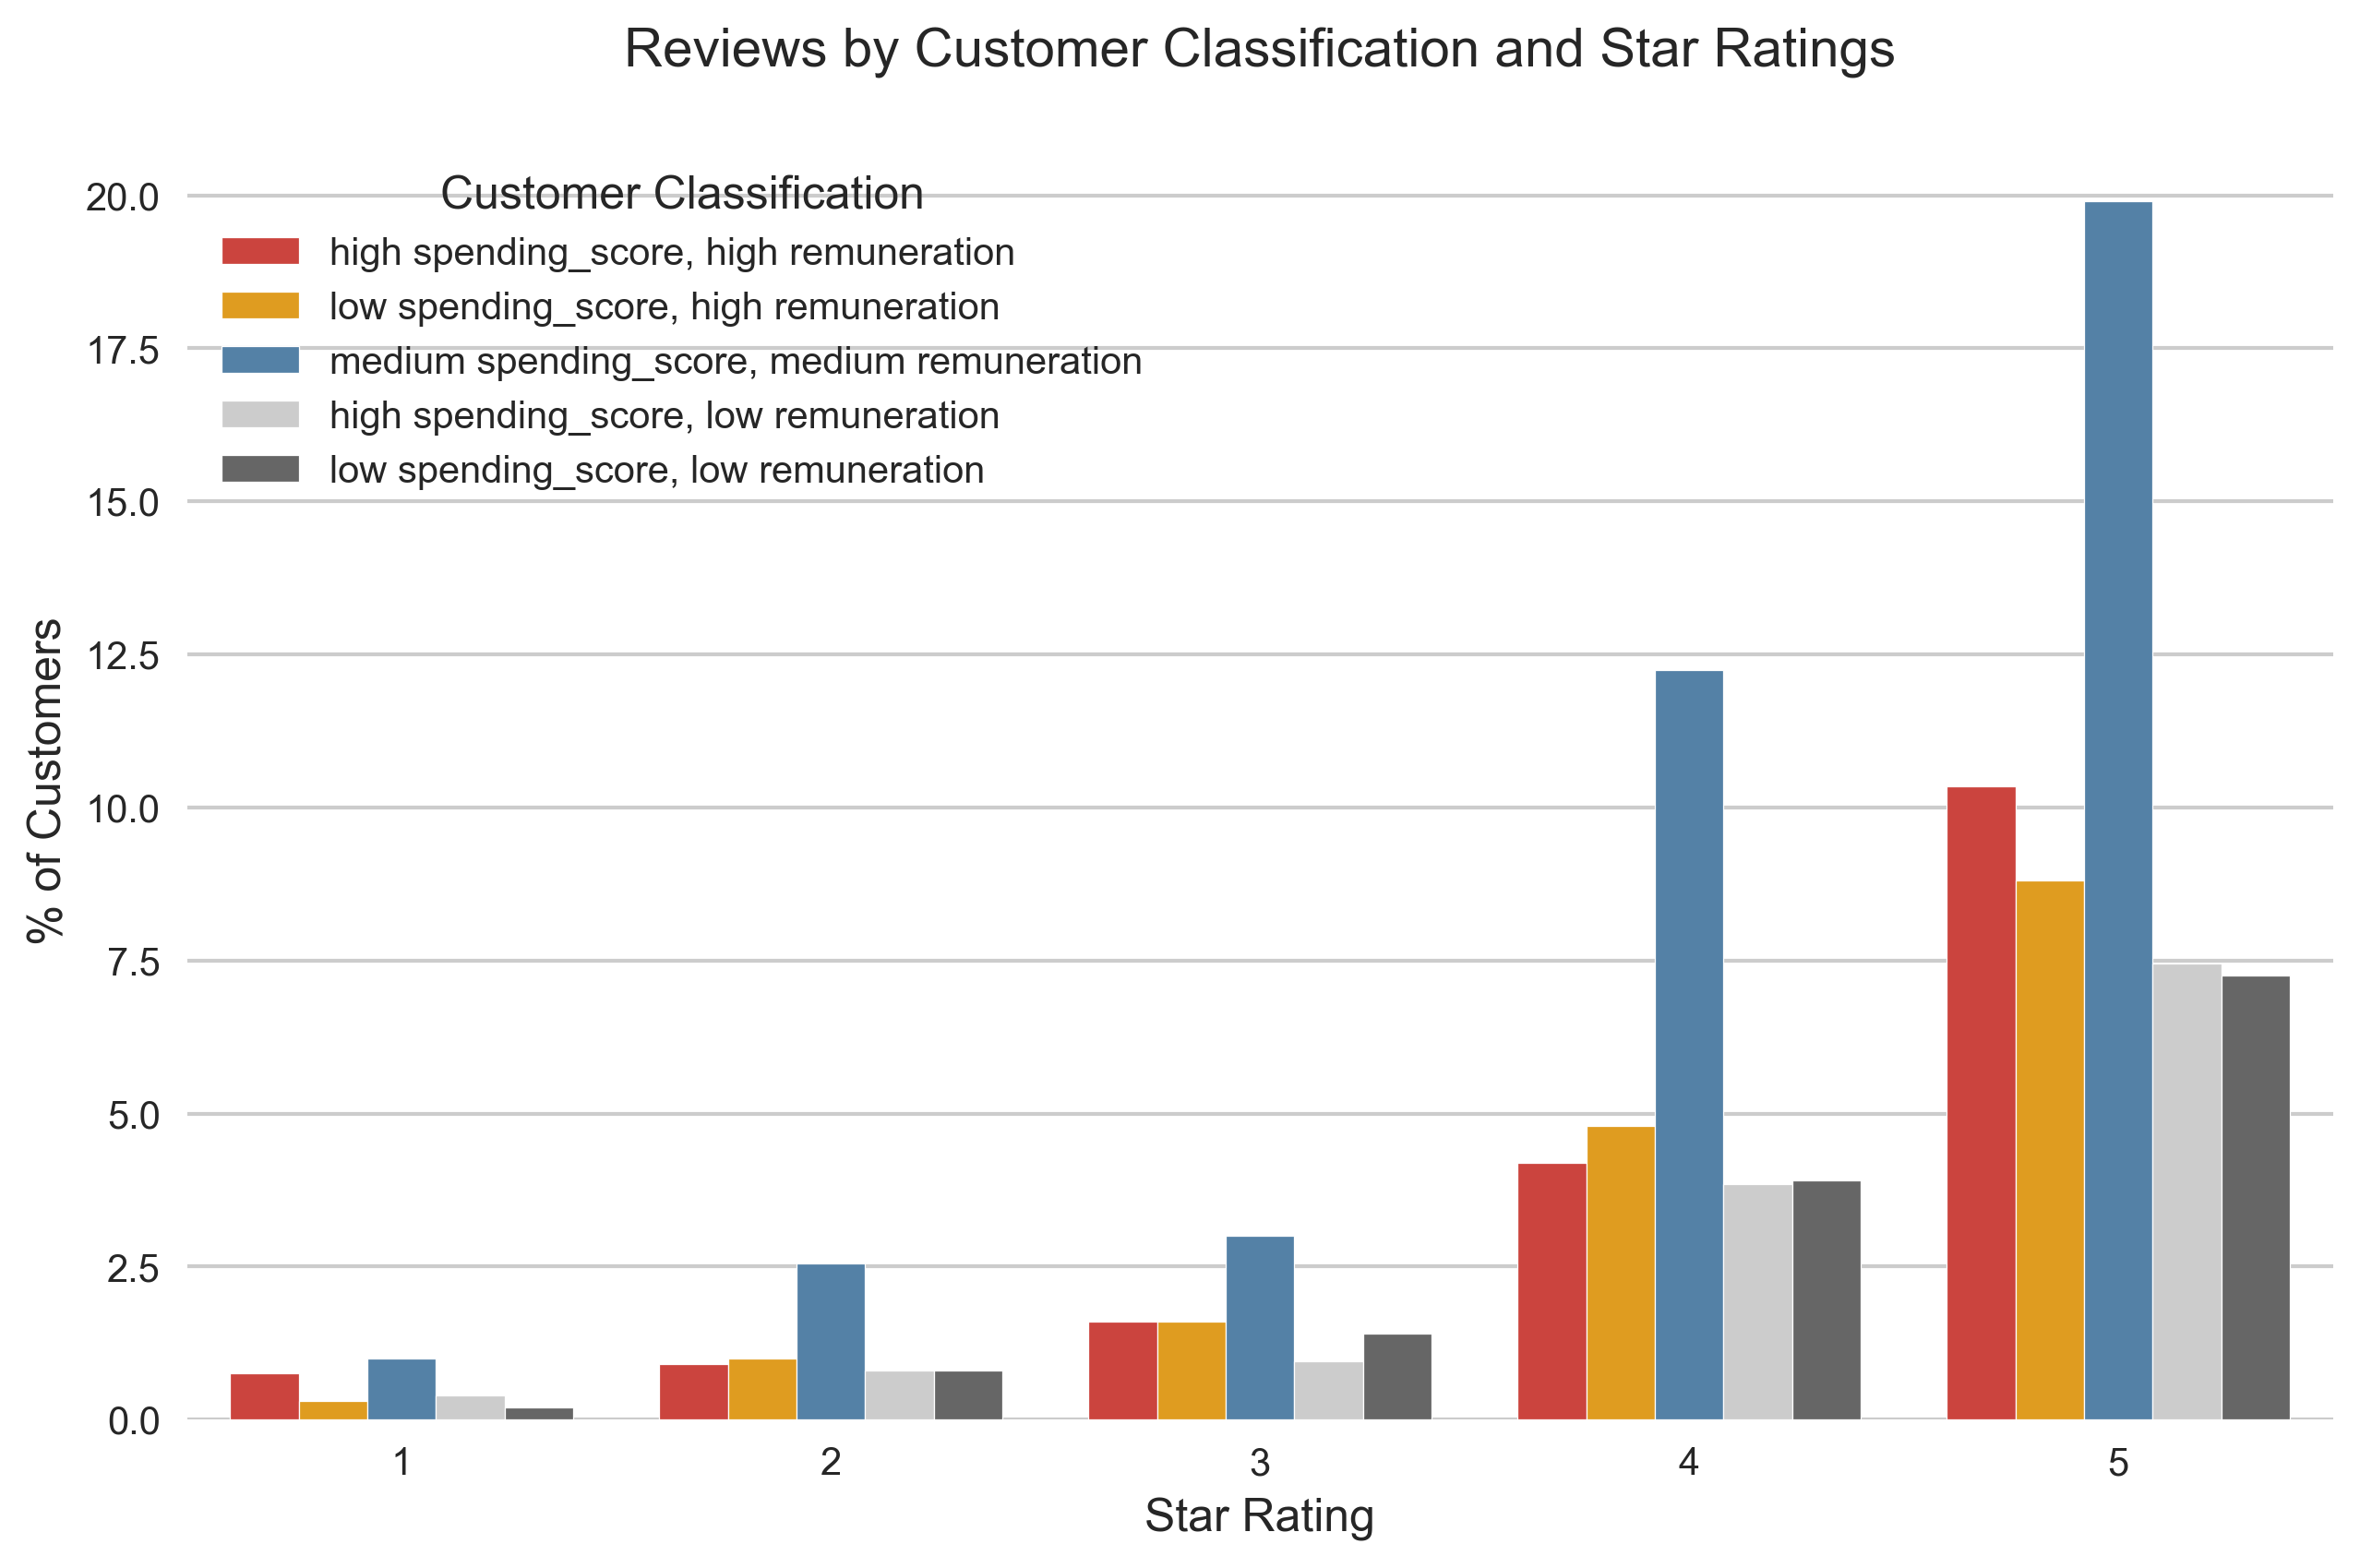 Reviews by Customer Classification and Star Ratings
Customer Classification
high spending_score, high remuneration
low spending_score, high remuneration
medium spending_score, medium remuneration
high spending_score, low remuneration
low spending_score, low remuneration
% of Customers
20.0
17.5
15.0
12.5
10.0
7.5
5.0
2.5
0.0
1 2 3 4 5
Star Rating